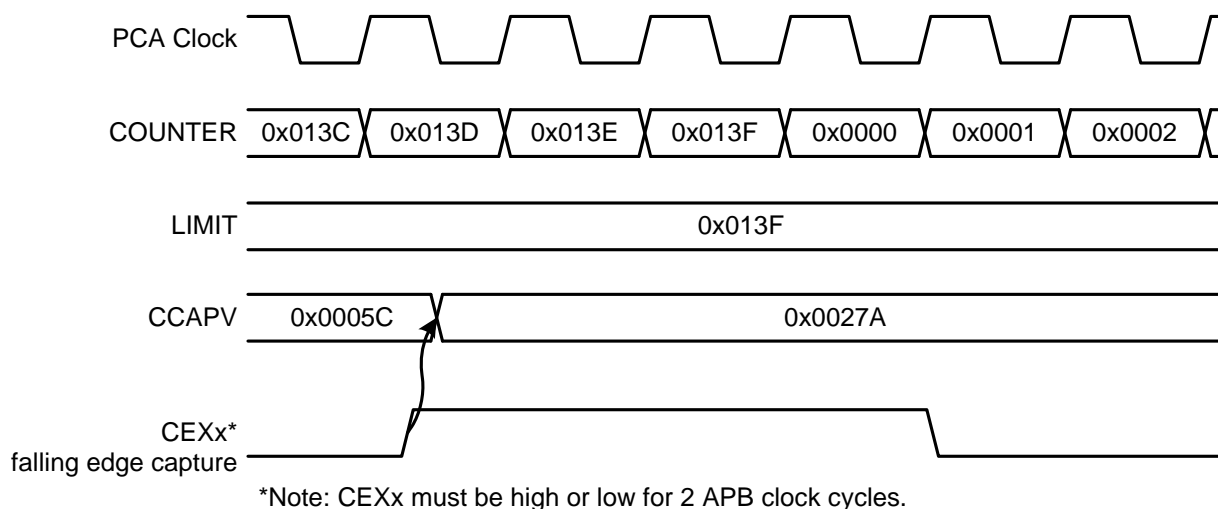 PCA Clock
COUNTER 0x013C 0x013D 0x013E 0x013F 0x0000 0x0001 0x0002
LIMIT 0x013F
CCAPV 0x0005C 0x0027A
CEXx*
falling edge capture
*Note: CEXx must be high or low for 2 APB clock cycles.